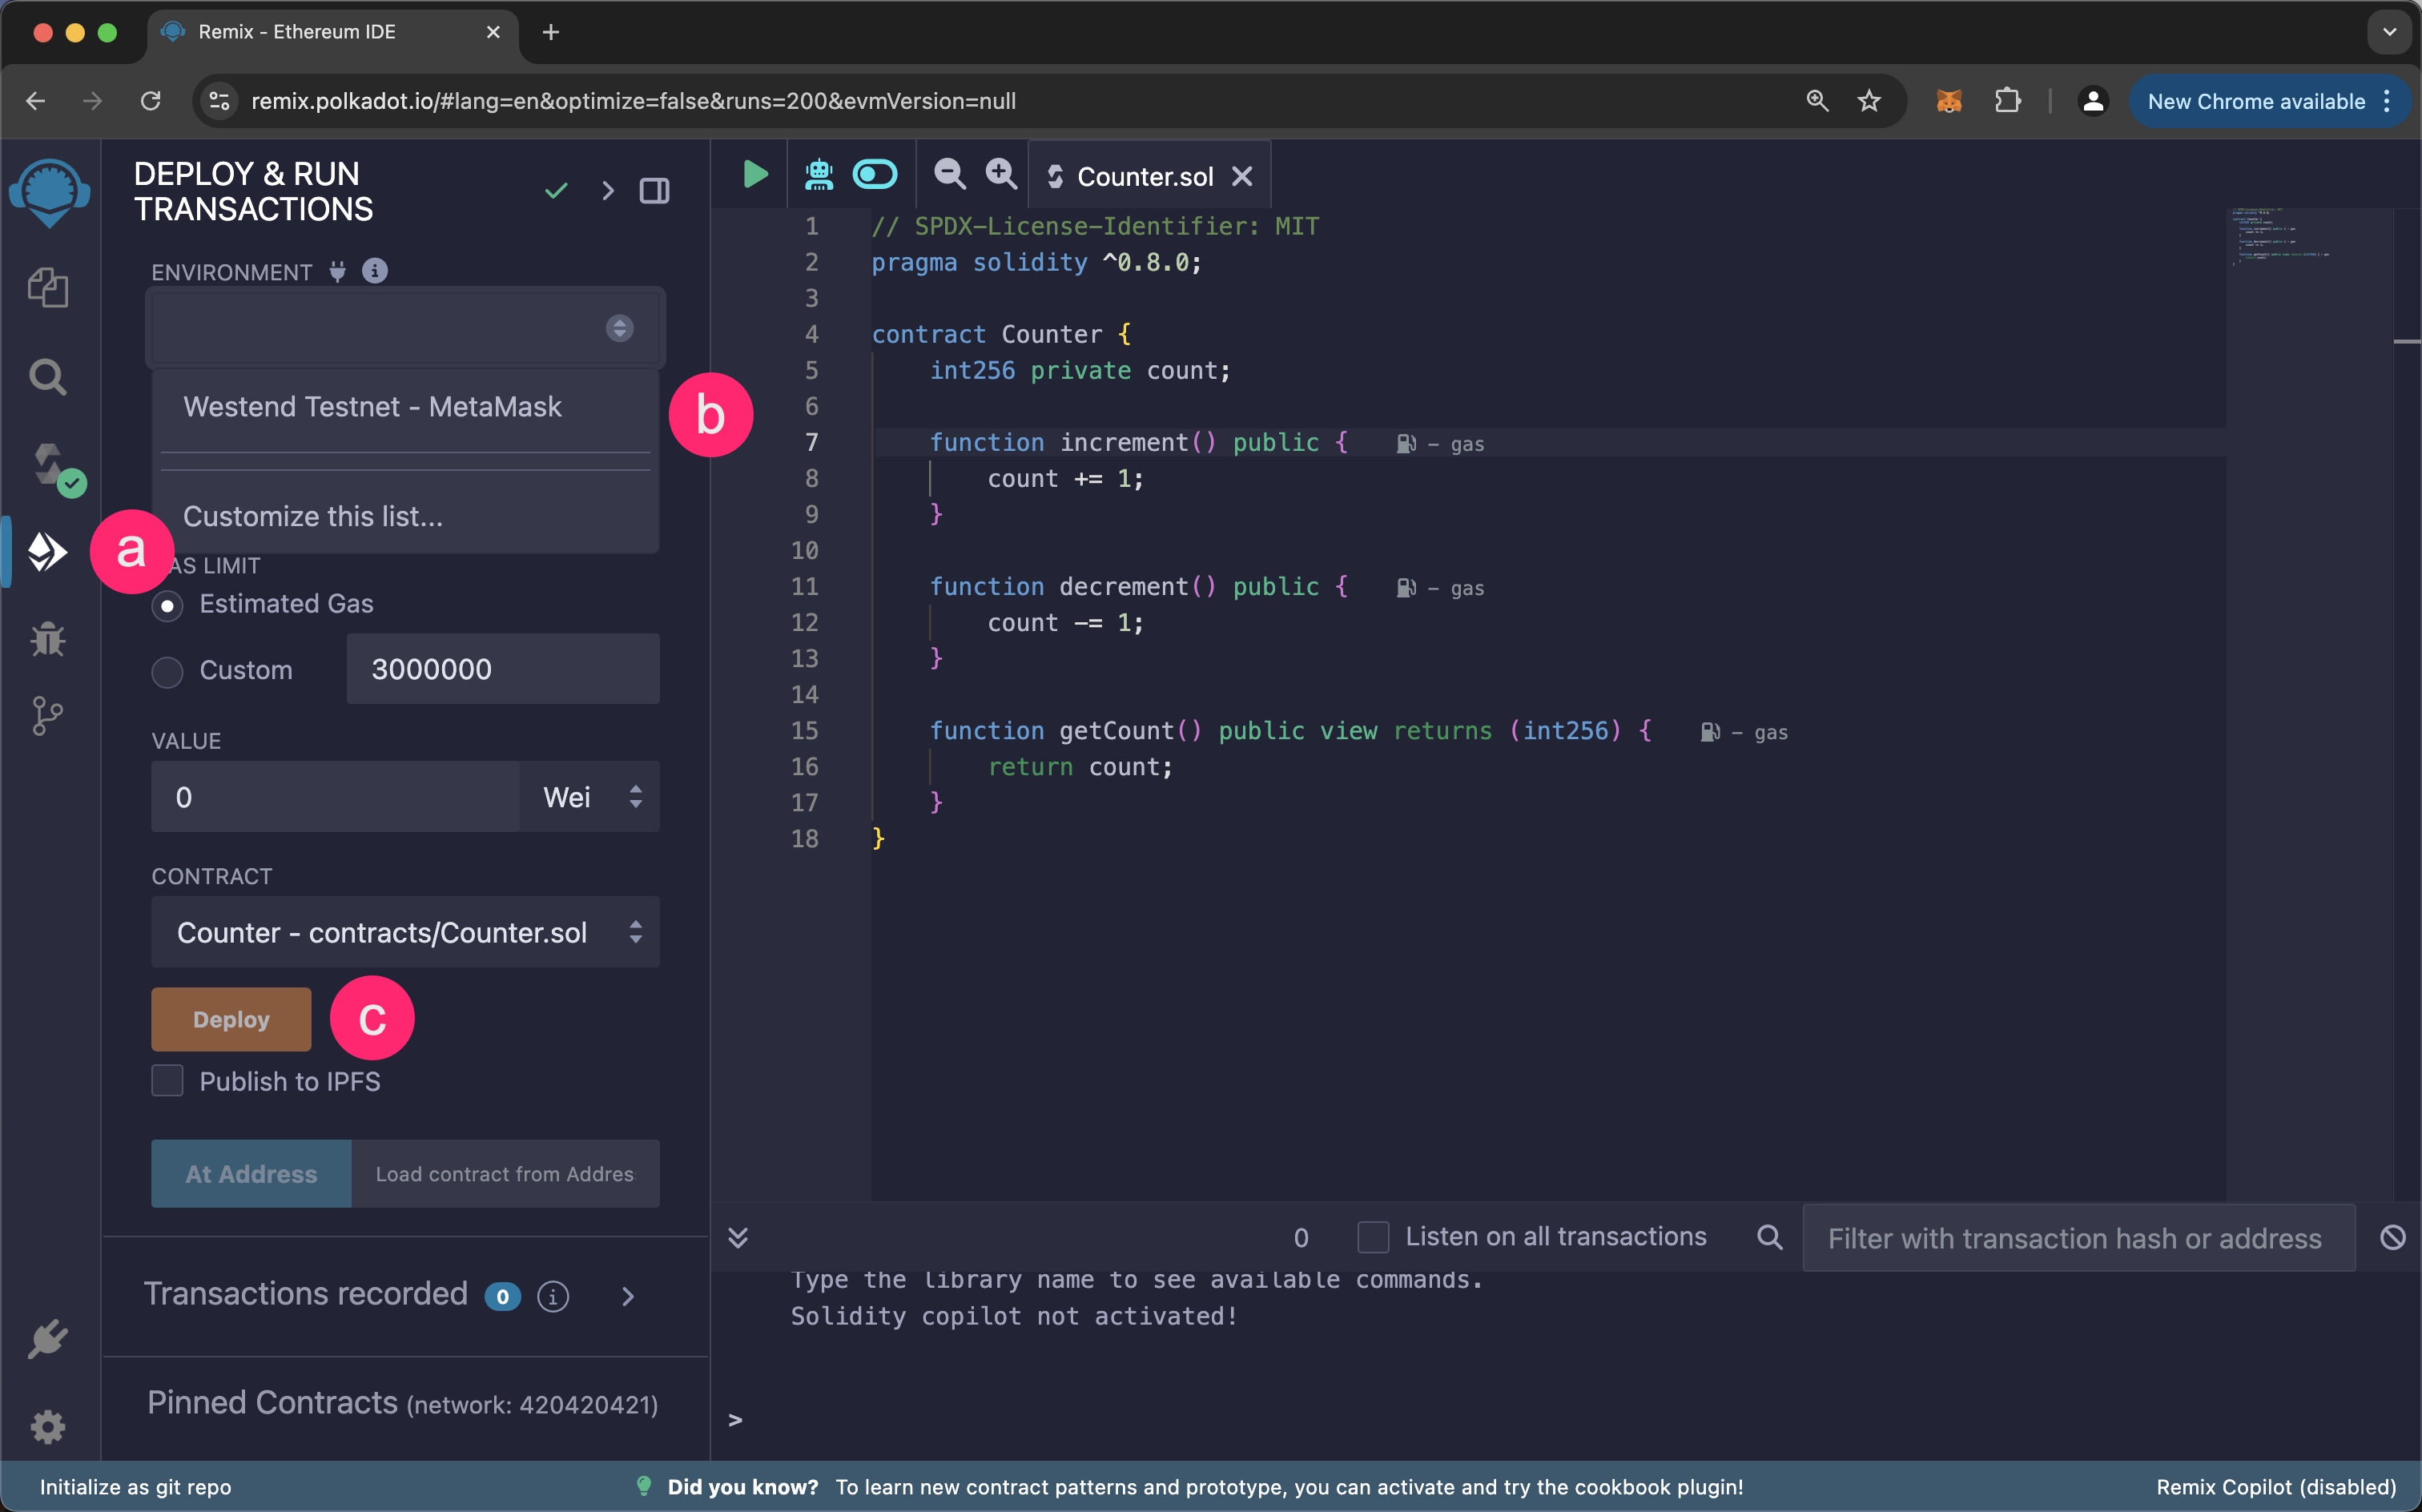 Remix - Ethereum IDE
remix.polkadot.io/#lang=en&optimize=false&runs=200&evmVersion=null
New Chrome available
DEPLOY & RUN
TRANSACTIONS
ENVIRONMENT
Westend Testnet - MetaMask
b
Customize this list...
a
AS LIMIT
Estimated Gas
Custom
3000000
VALUE
0
Wei
CONTRACT
Counter - contracts/Counter.sol
Deploy
c
Publish to IPFS
At Address
Load contract from Addres
Transactions recorded 0
Pinned Contracts (network: 420420421)
Counter.sol
1 // SPDX-License-Identifier: MIT
2 pragma solidity ^0.8.0;
3
4 contract Counter {
5 int256 private count;
6
7 function increment() public { - gas
8 count += 1;
9 }
10
11 function decrement() public { - gas
12 count -= 1;
13 }
14
15 function getCount() public view returns (int256) { - gas
16 return count;
17 }
18 }
0
Listen on all transactions
Filter with transaction hash or address
Type the library name to see available commands.
Solidity copilot not activated!
>
Initialize as git repo
Did you know? To learn new contract patterns and prototype, you can activate and try the cookbook plugin!
Remix Copilot (disabled)